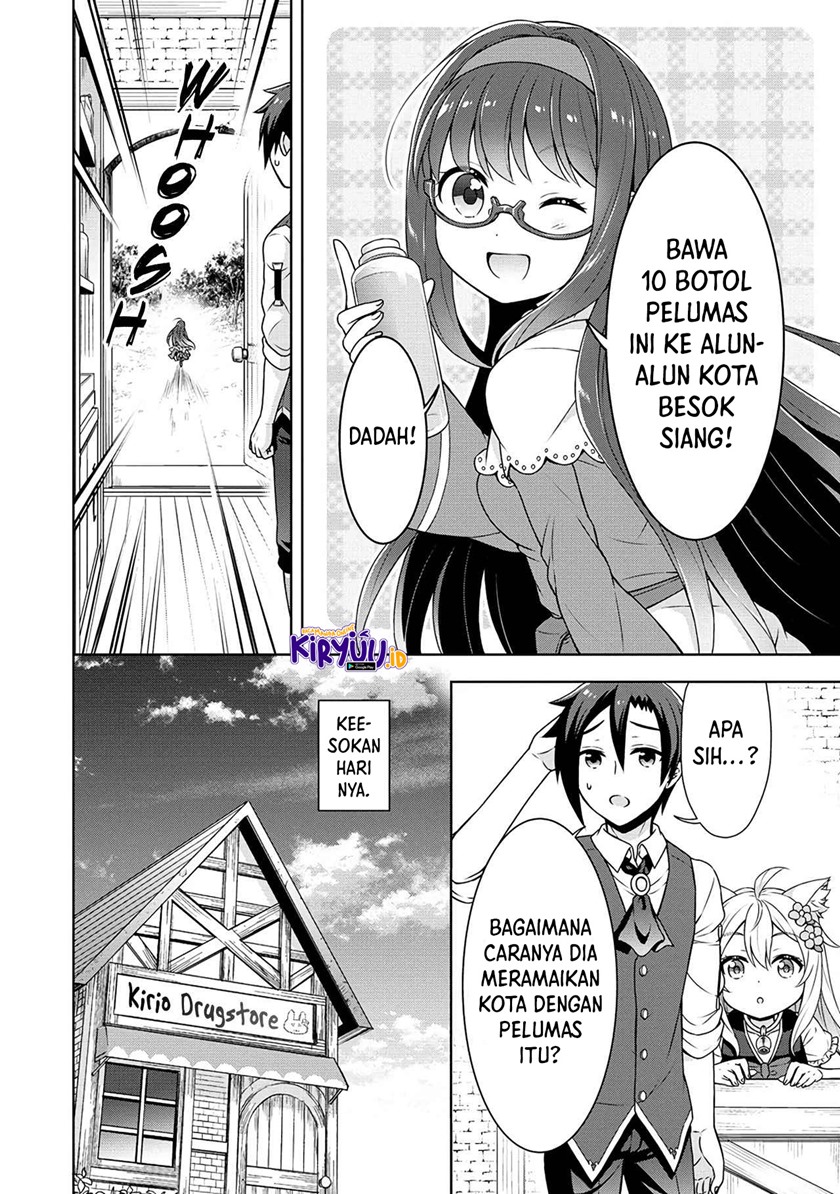 BAWA
10 BOTOL
PELUMAS
INI KE ALUN-
ALUN KOTA
BESOK
SIANG!
DADAH!
WHOOSH
KIRYUU.ID
APA
SIH...?
BAGAIMANA
CARANYA DIA
MERAMAIKAN
KOTA DENGAN
PELUMAS
ITU?
KEE-
SOKAN
HARI
NYA.
Kirio Drugstore